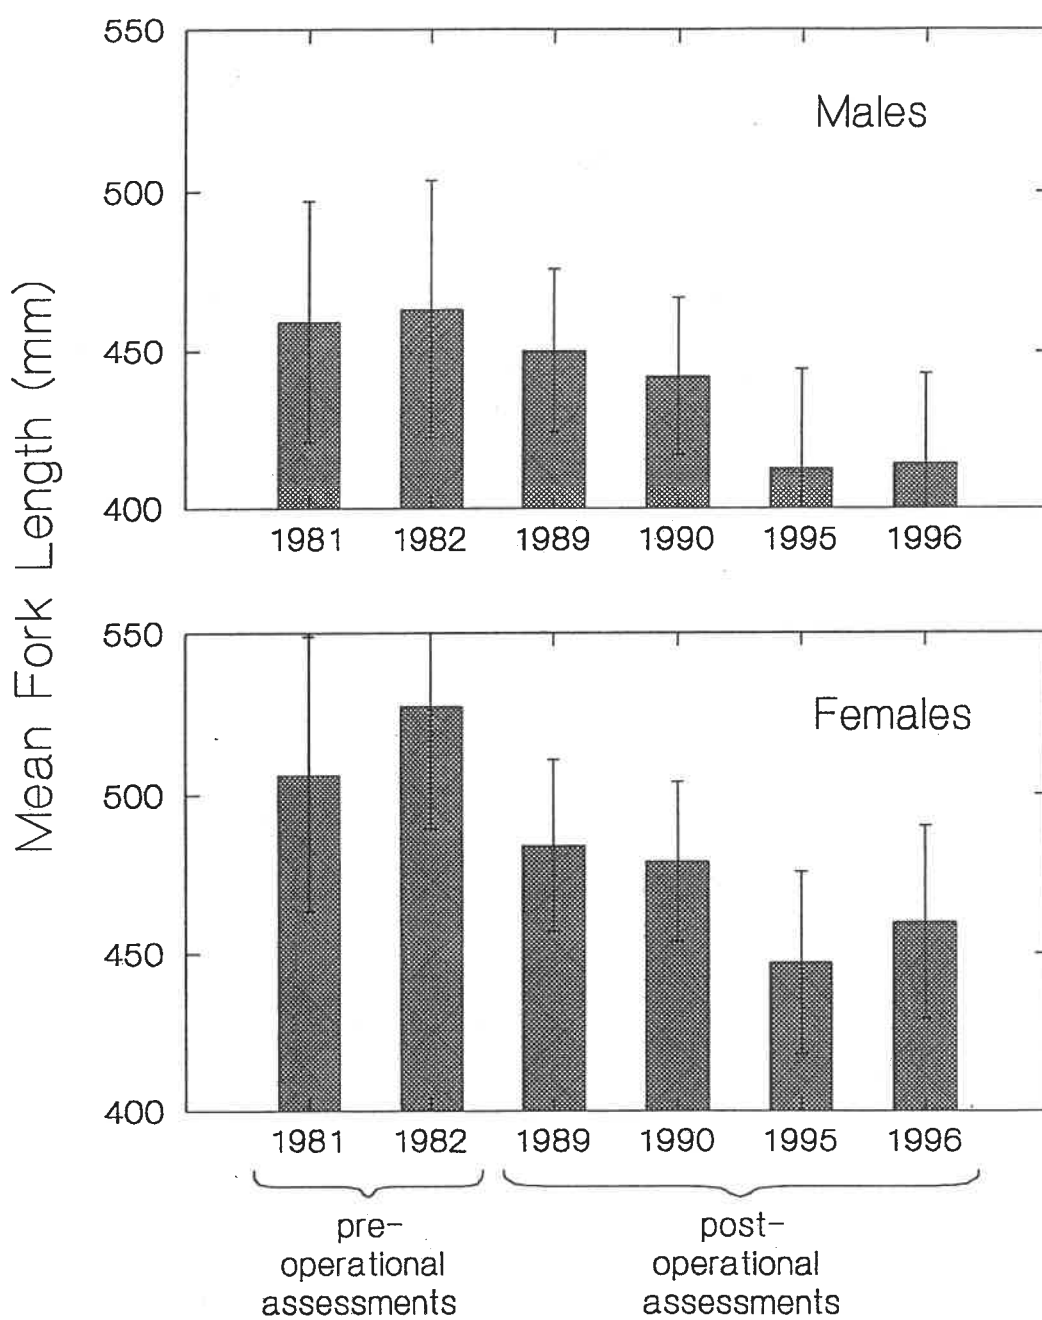 Mean Fork Length (mm)
550
500
450
400
Males
1981 1982 1989 1990 1995 1996
550
500
450
400
Females
1981 1982 1989 1990 1995 1996
pre-
operational
assessments
post-
operational
assessments